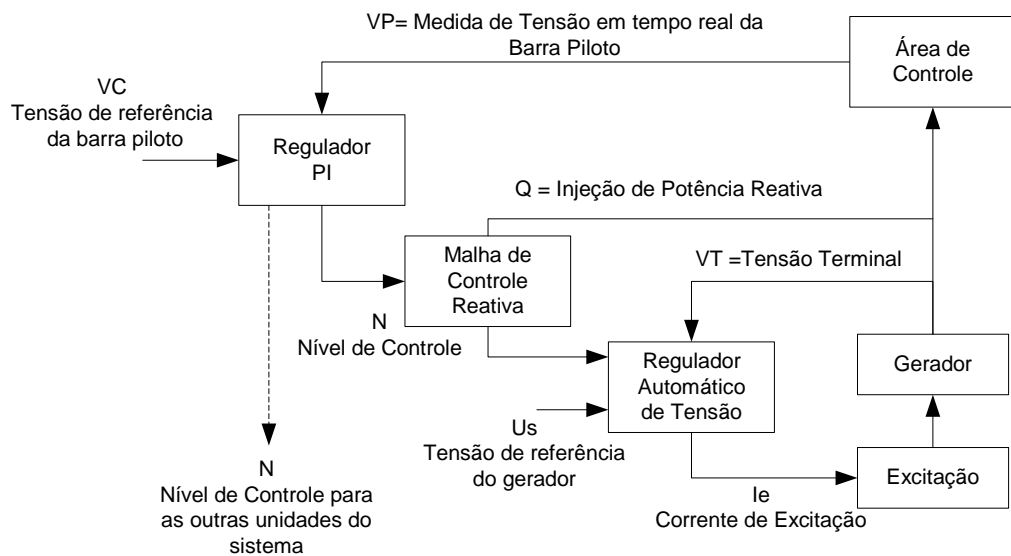 VP= Medida de Tensão em tempo real da
Barra Piloto
Área de
Controle
VC
Tensão de referência
da barra piloto
Regulador
PI
Q = Injeção de Potência Reativa
Malha de
Controle
Reativa
VT =Tensão Terminal
N
Nível de Controle
Regulador
Automático
de Tensão
Gerador
Us
Tensão de referência
do gerador
Excitação
N
Nível de Controle para
as outras unidades do
sistema
Ie
Corrente de Excitação